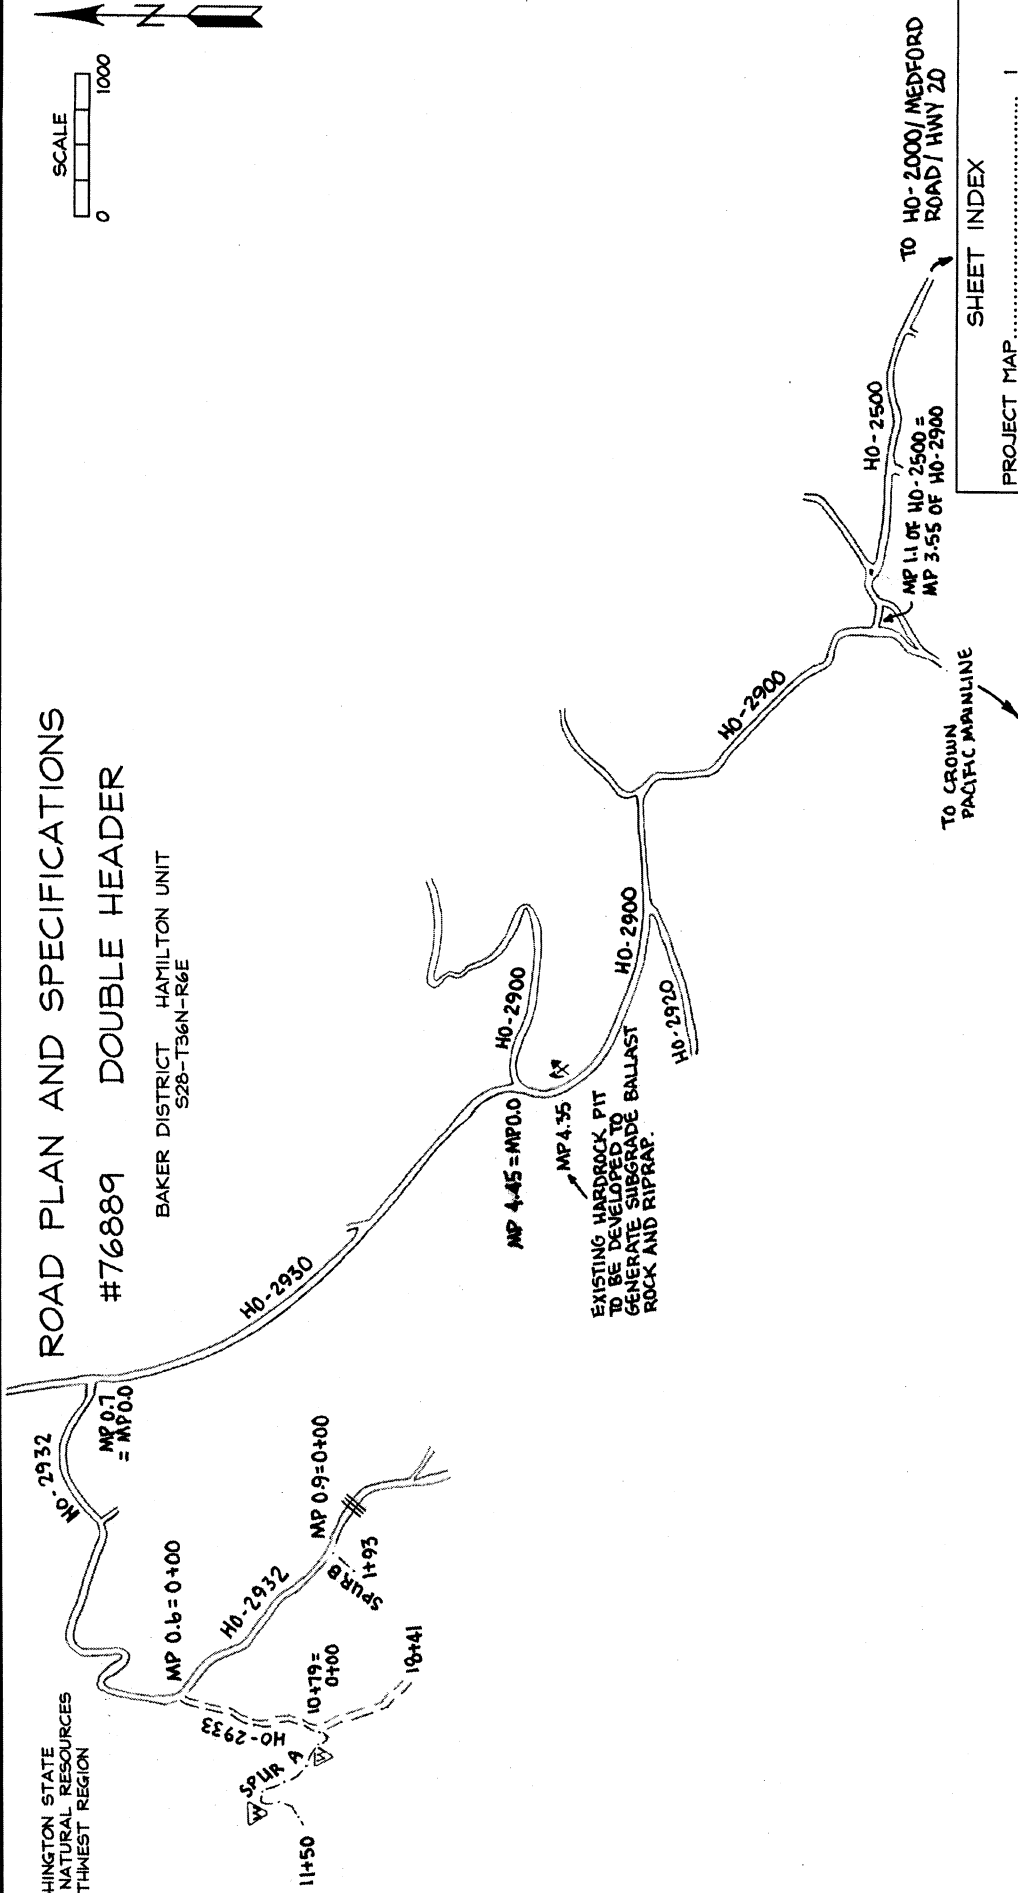 HINGTON STATE
NATURAL RESOURCES
THWEST REGION
ROAD PLAN AND SPECIFICATIONS
#76889 DOUBLE HEADER
BAKER DISTRICT HAMILTON UNIT
S28-T36N-R6E
SCALE
0 1000
N
HO-2932
MP 0.7
= MP 0.0
MP 0.6 = 0+00
HO-2932
MP 0.9 = 0+00
SPUR B
1+93
HO-2933
10+79 =
0+00
18+41
SPUR A
W
W
11+50
HO-2930
MP 4.45 = MP 0.0
HO-2900
MP 4.35
X
EXISTING HARDROCK PIT
TO BE DEVELOPED TO
GENERATE SUBGRADE BALLAST
ROCK AND RIPRAP.
HO-2900
HO-2920
HO-2900
TO CROWN
PACIFIC MAINLINE
MP 1.1 OF HO-2500 =
MP 3.55 OF HO-2900
HO-2500
TO HO-2000/MEDFORD
ROAD/HWY 20
SHEET INDEX
PROJECT MAP.......................... 1